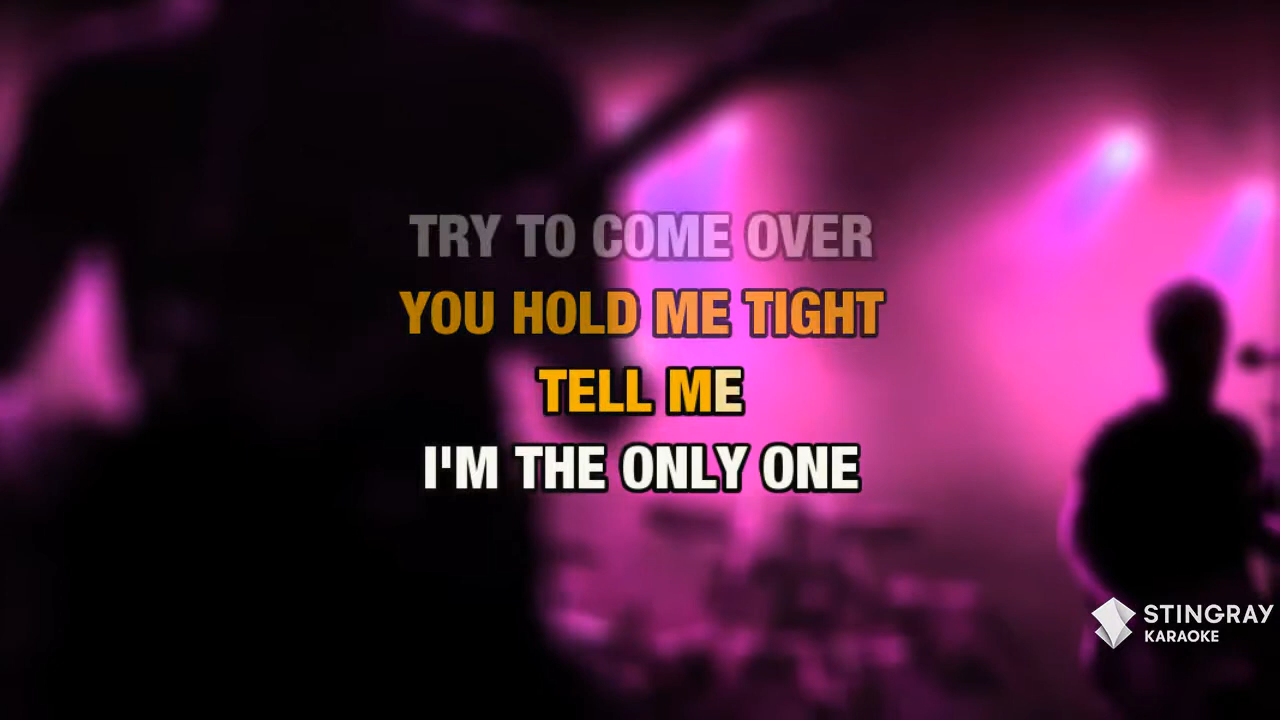 TRY TO COME OVER
YOU HOLD ME TIGHT
TELL ME
I'M THE ONLY ONE
STINGRAY
KARAOKE